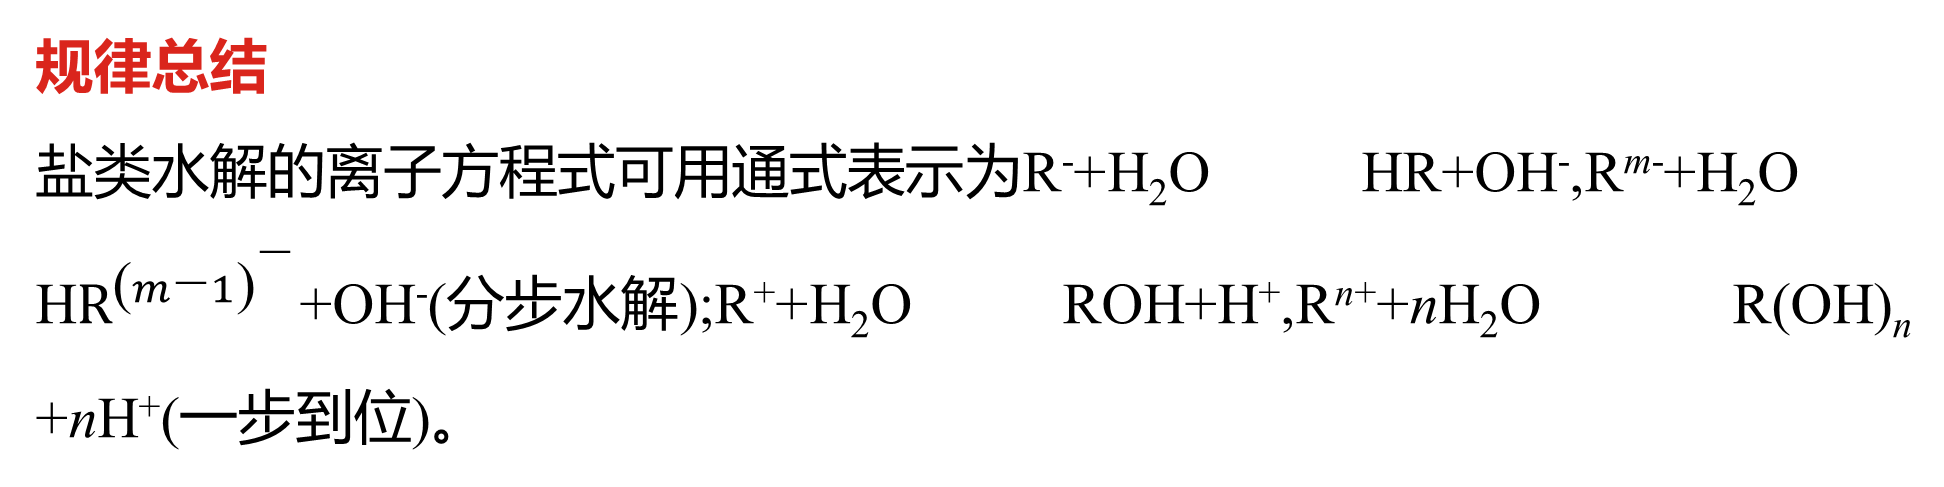 规律总结
盐类水解的离子方程式可用通式表示为R⁻+H₂O HR+OH⁻,Rᵐ⁻+H₂O
HR⁽ᵐ⁻¹⁾⁻+OH⁻(分步水解);R⁺+H₂O ROH+H⁺,Rⁿ⁺+nH₂O R(OH)ₙ
+nH⁺(一步到位)。